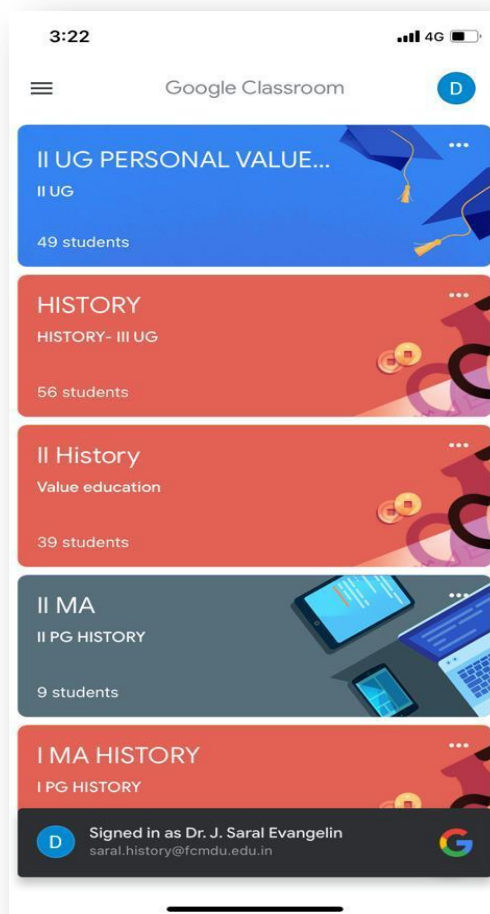 3:22
4G
Google Classroom
D
II UG PERSONAL VALUE...
II UG
49 students
HISTORY
HISTORY- III UG
56 students
II History
Value education
39 students
II MA
II PG HISTORY
9 students
I MA HISTORY
I PG HISTORY
D
Signed in as Dr. J. Saral Evangelin
saral.history@fcmdu.edu.in